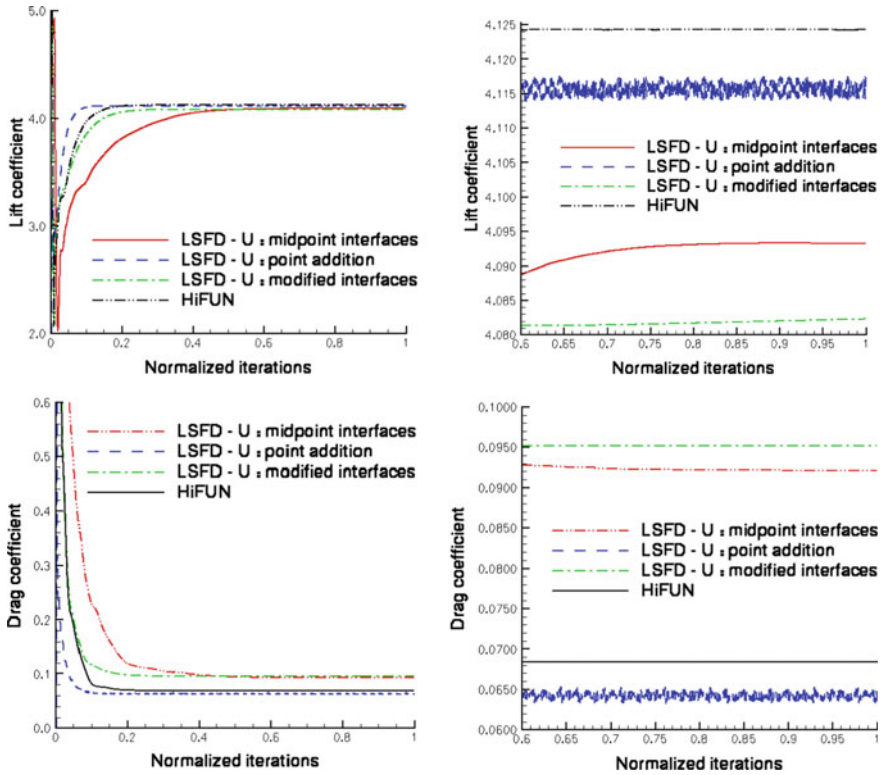 5.0
4.0
3.0
2.0
Lift coefficient
LSFD - U : midpoint interfaces
LSFD - U : point addition
LSFD - U : modified interfaces
HiFUN
0 0.2 0.4 0.6 0.8 1
Normalized iterations
4.125
4.120
4.115
4.110
4.105
4.100
4.095
4.090
4.085
4.080
Lift coefficient
LSFD - U : midpoint interfaces
LSFD - U : point addition
LSFD - U : modified interfaces
HiFUN
0.6 0.65 0.7 0.75 0.8 0.85 0.9 0.95 1
Normalized iterations
0.6
0.5
0.4
0.3
0.2
0.1
0.0
Drag coefficient
LSFD - U : midpoint interfaces
LSFD - U : point addition
LSFD - U : modified interfaces
HiFUN
0 0.2 0.4 0.6 0.8 1
Normalized iterations
0.1000
0.0950
0.0900
0.0850
0.0800
0.0750
0.0700
0.0650
0.0600
Drag coefficient
LSFD - U : midpoint interfaces
LSFD - U : point addition
LSFD - U : modified interfaces
HiFUN
0.6 0.65 0.7 0.75 0.8 0.85 0.9 0.95 1
Normalized iterations